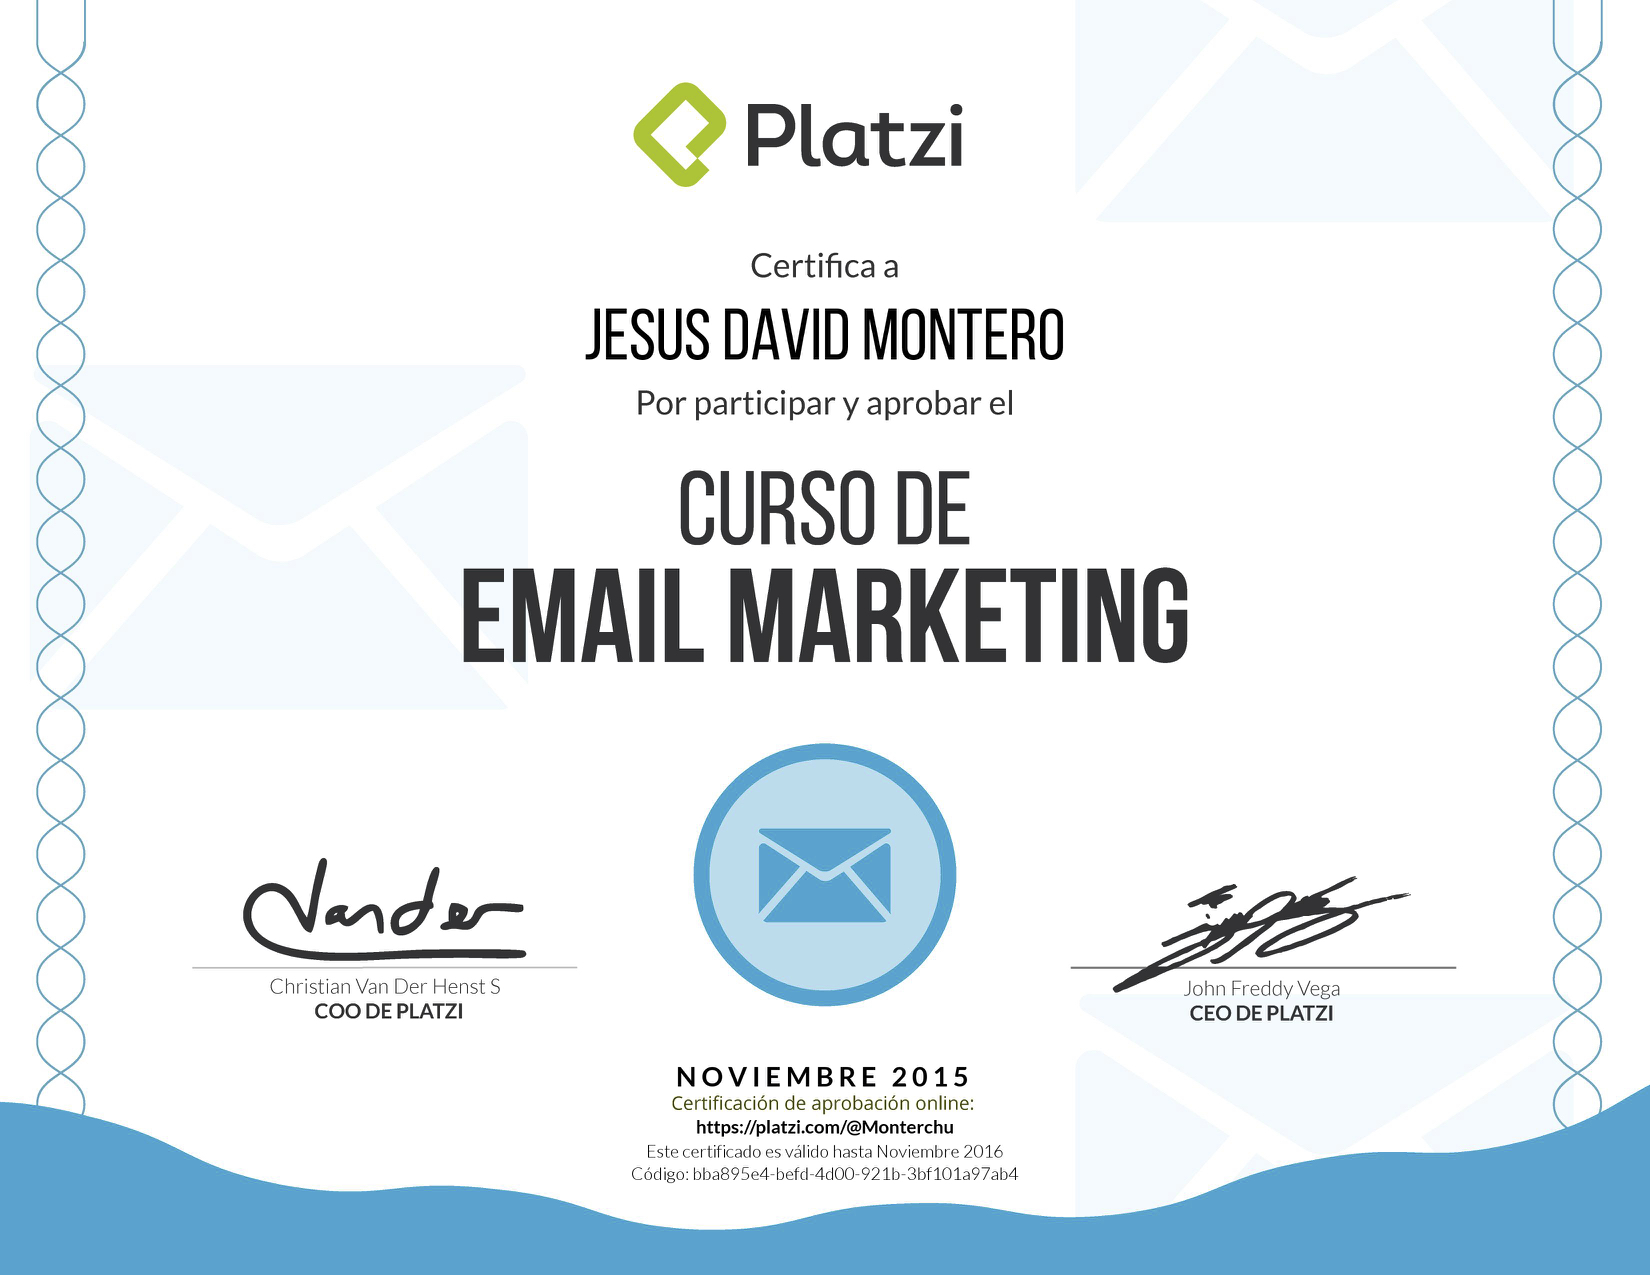 Platzi
Certifica a
JESUS DAVID MONTERO
Por participar y aprobar el
CURSO DE
EMAIL MARKETING
Vander
Christian Van Der Henst S
COO DE PLATZI
John Freddy Vega
CEO DE PLATZI
NOVIEMBRE 2015
Certificación de aprobación online:
https://platzi.com/@Monterchu
Este certificado es válido hasta Noviembre 2016
Código: bba895e4-befd-4d00-921b-3bf101a97ab4